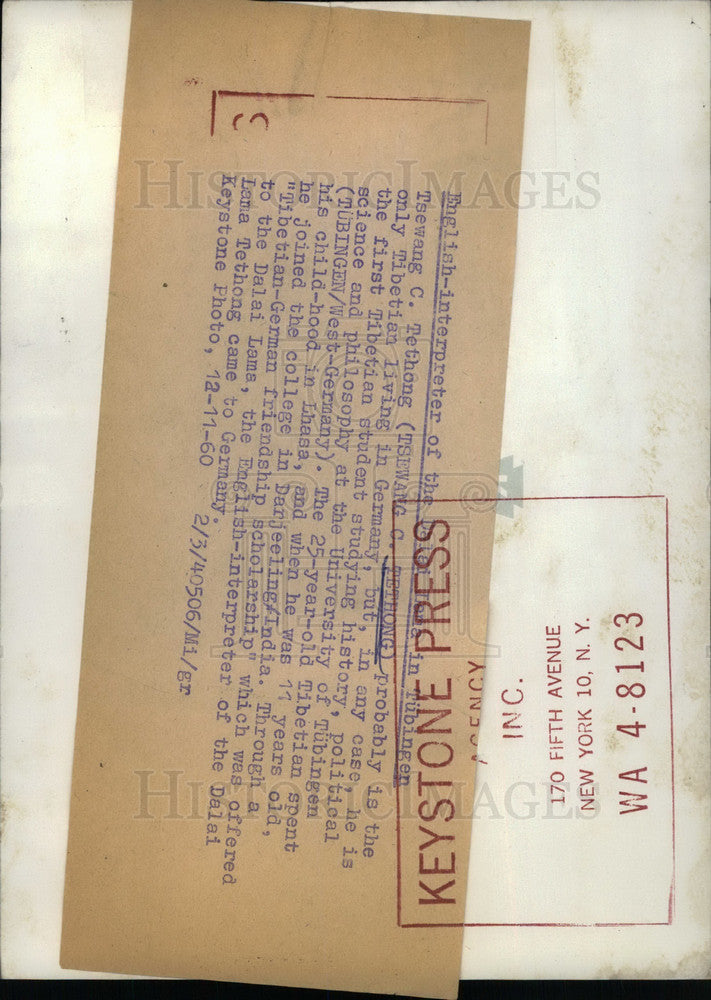 English-interpreter of the Dalai Lama in Tübingen
Tsewang C. Tethong (TSEWANG C. TETHONG) probably is the
only Tibetian living in Germany, but, in any case, he is
the first Tibetian student studying history, political
science and philosophy at the University of Tübingen
(TÜBINGEN/West-Germany). The 25-year-old Tibetian spent
his child-hood in Lhasa, and when he was 11 years old,
he joined the college in Darjeeling/India. Through a
"Tibetian-German friendship scholarship" which was offered
to the Dalai Lama, the English-interpreter of the Dalai
Lama Tethong came to Germany.
Keystone Photo, 12-11-60 2/3/40506/Mi/gr
S
KEYSTONE PRESS
AGENCY
INC.
170 FIFTH AVENUE
NEW YORK 10, N. Y.
WA 4-8123
HISTORIC IMAGES
HISTORIC IMAGES